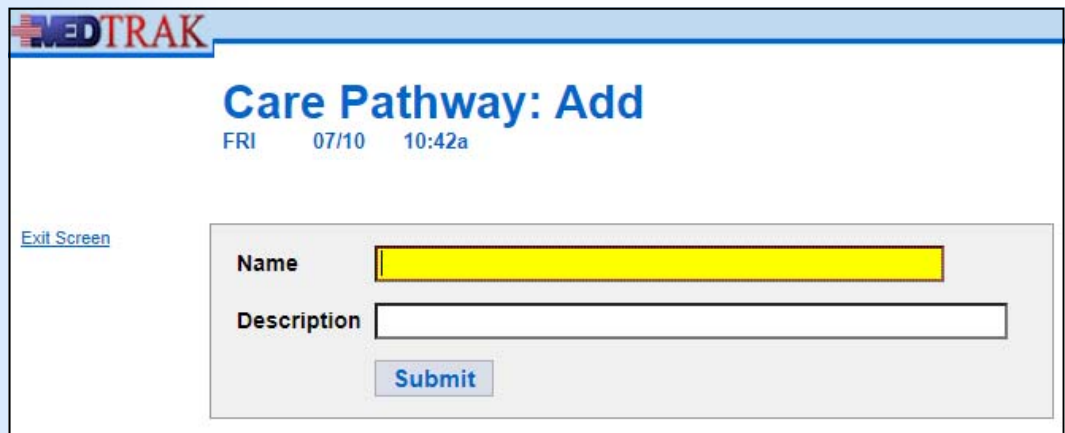 MEDTRAK
Care Pathway: Add
FRI 07/10 10:42a
Exit Screen
Name
Description
Submit